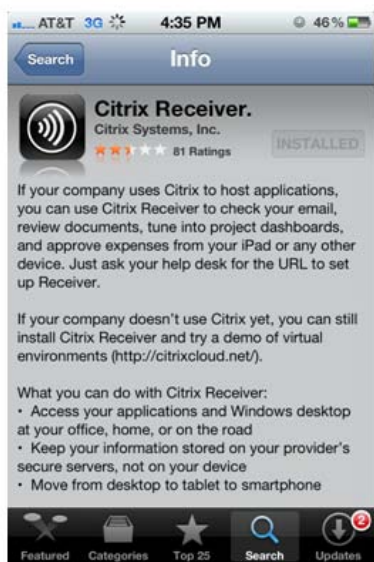 AT&T 3G 4:35 PM 46%
Search Info
Citrix Receiver.
Citrix Systems, Inc.
81 Ratings
INSTALLED
If your company uses Citrix to host applications,
you can use Citrix Receiver to check your email,
review documents, tune into project dashboards,
and approve expenses from your iPad or any other
device. Just ask your help desk for the URL to set
up Receiver.
If your company doesn't use Citrix yet, you can still
install Citrix Receiver and try a demo of virtual
environments (http://citrixcloud.net/).
What you can do with Citrix Receiver:
• Access your applications and Windows desktop
at your office, home, or on the road
• Keep your information stored on your provider's
secure servers, not on your device
• Move from desktop to tablet to smartphone
2
Featured Categories Top 25 Search Updates